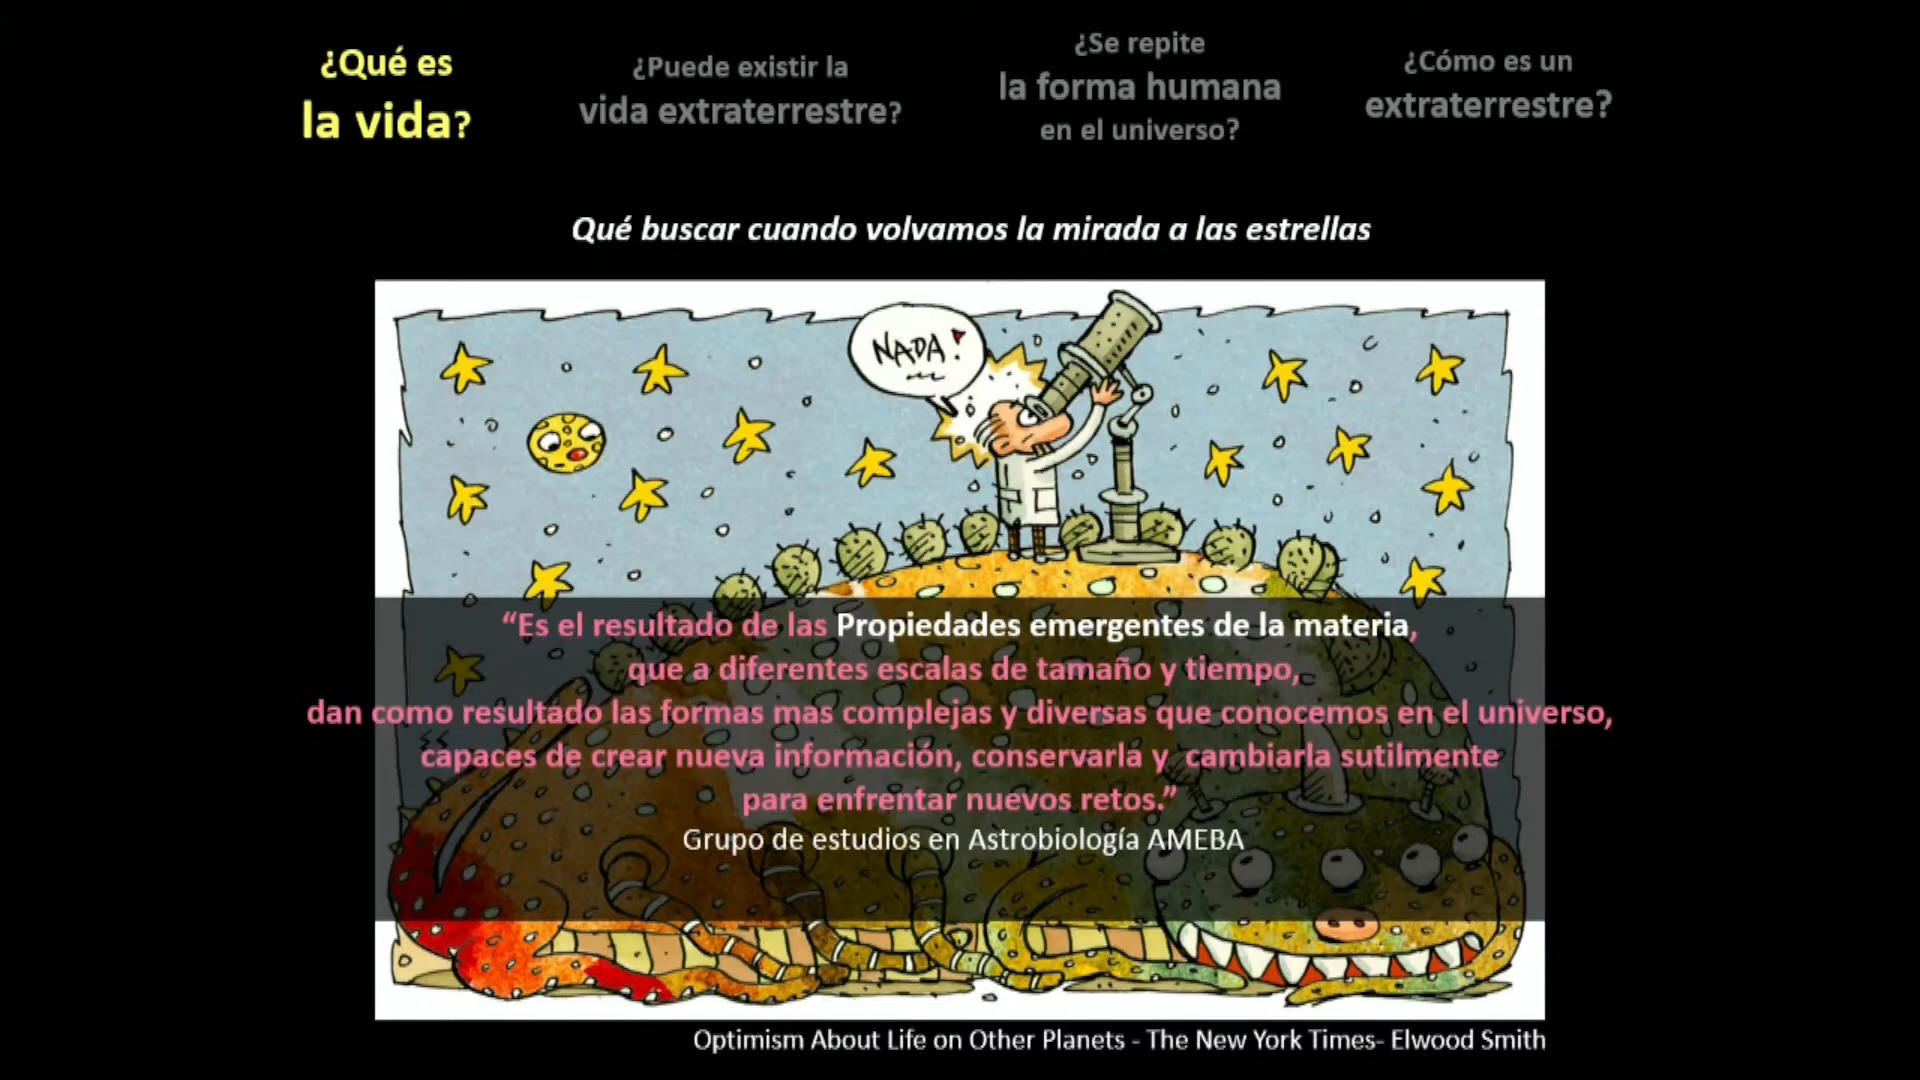 ¿Qué es
la vida?
¿Puede existir la
vida extraterrestre?
¿Se repite
la forma humana
en el universo?
¿Cómo es un
extraterrestre?
Qué buscar cuando volvamos la mirada a las estrellas
NADA!
“Es el resultado de las Propiedades emergentes de la materia,
que a diferentes escalas de tamaño y tiempo,
dan como resultado las formas mas complejas y diversas que conocemos en el universo,
capaces de crear nueva información, conservarla y cambiarla sutilmente
para enfrentar nuevos retos.”
Grupo de estudios en Astrobiología AMEBA
Optimism About Life on Other Planets - The New York Times- Elwood Smith